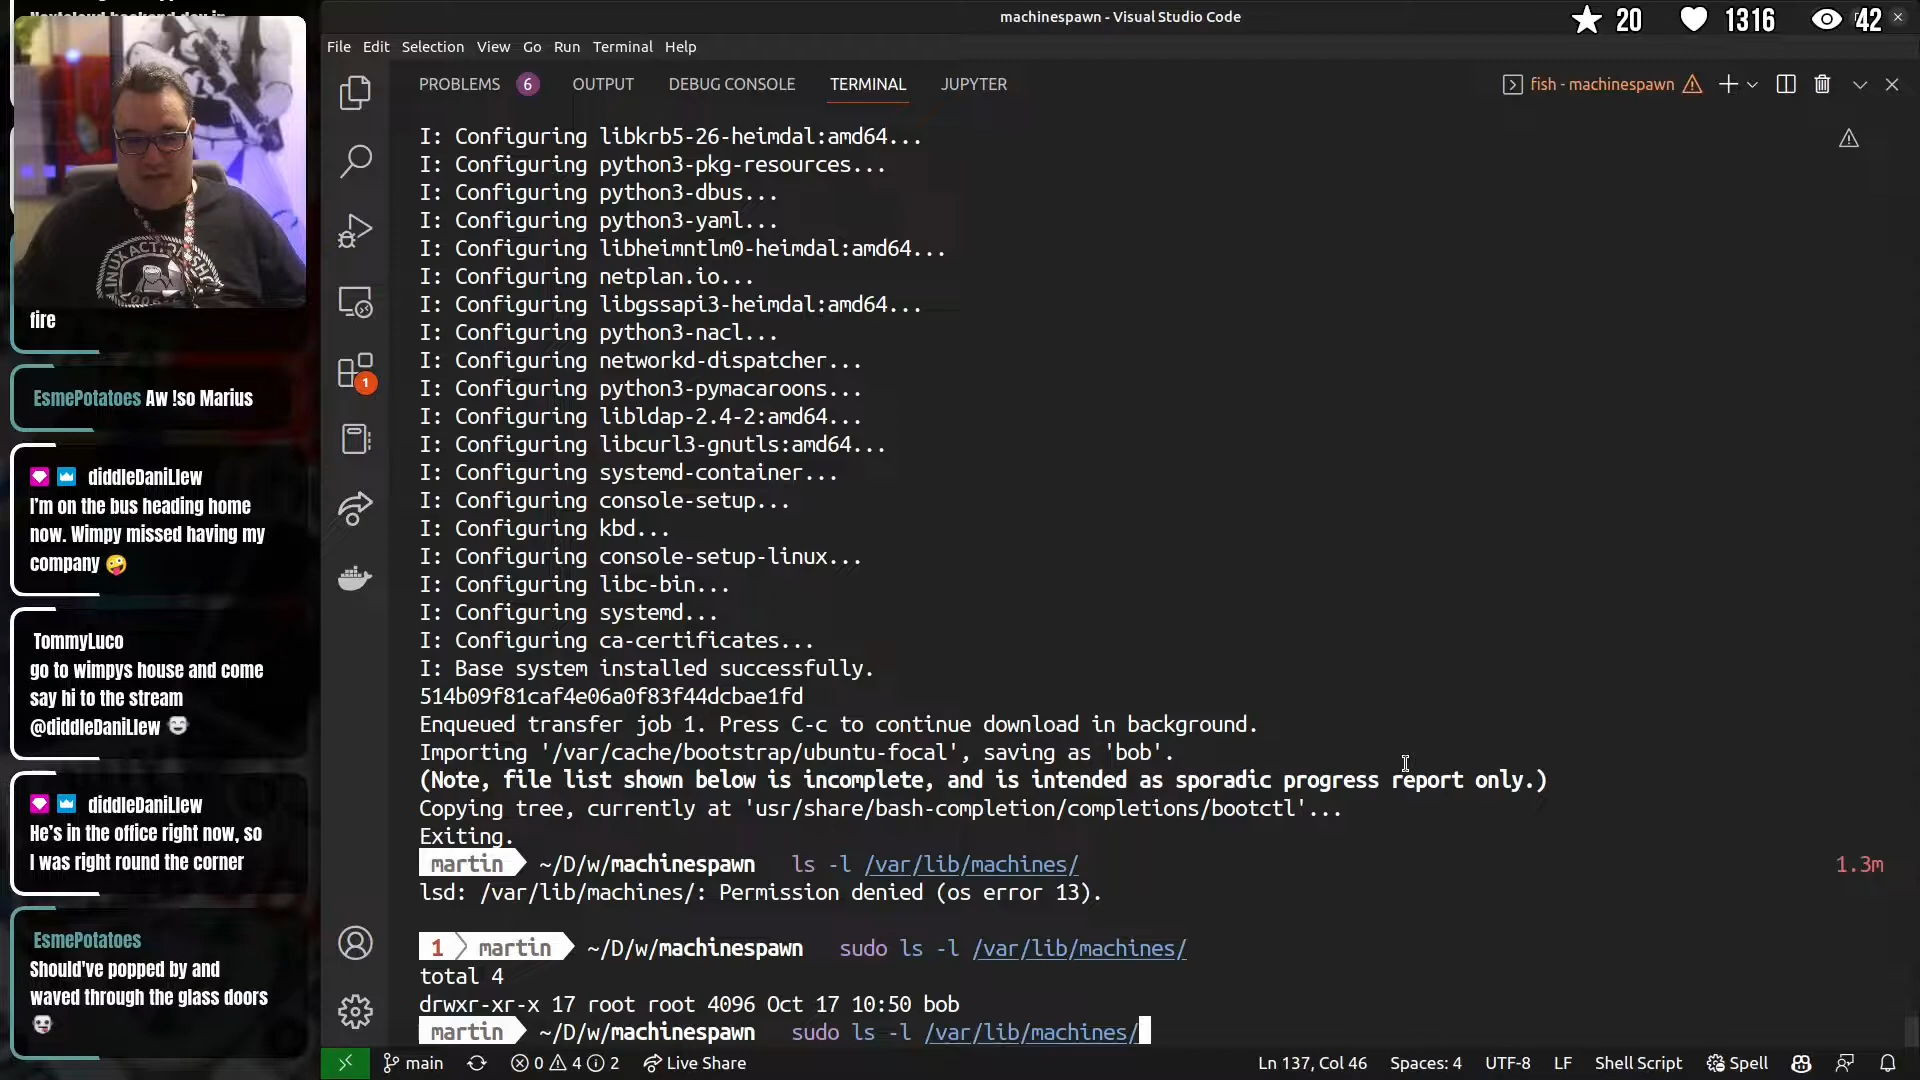 machinespawn - Visual Studio Code
20
1316
42
File Edit Selection View Go Run Terminal Help
PROBLEMS 6 OUTPUT DEBUG CONSOLE TERMINAL JUPYTER
fish - machinespawn
I: Configuring libkrb5-26-heimdal:amd64...
I: Configuring python3-pkg-resources...
I: Configuring python3-dbus...
I: Configuring python3-yaml...
I: Configuring libheimntlm0-heimdal:amd64...
I: Configuring netplan.io...
I: Configuring libgssapi3-heimdal:amd64...
I: Configuring python3-nacl...
I: Configuring networkd-dispatcher...
I: Configuring python3-pymacaroons...
I: Configuring libldap-2.4-2:amd64...
I: Configuring libcurl3-gnutls:amd64...
I: Configuring systemd-container...
I: Configuring console-setup...
I: Configuring kbd...
I: Configuring console-setup-linux...
I: Configuring libc-bin...
I: Configuring systemd...
I: Configuring ca-certificates...
I: Base system installed successfully.
514b09f81caf4e06a0f83f44dcbae1fd
Enqueued transfer job 1. Press C-c to continue download in background.
Importing '/var/cache/bootstrap/ubuntu-focal', saving as 'bob'.
(Note, file list shown below is incomplete, and is intended as sporadic progress report only.)
Copying tree, currently at 'usr/share/bash-completion/completions/bootctl'...
Exiting.
martin ~/D/w/machinespawn ls -l /var/lib/machines/ 1.3m
lsd: /var/lib/machines/: Permission denied (os error 13).
1 martin ~/D/w/machinespawn sudo ls -l /var/lib/machines/
total 4
drwxr-xr-x 17 root root 4096 Oct 17 10:50 bob
martin ~/D/w/machinespawn sudo ls -l /var/lib/machines/
main 0 4 2 Live Share
Ln 137, Col 46 Spaces: 4 UTF-8 LF Shell Script Spell
1
LINUX ACTION SHOW
fire
EsmePotatoes Aw !so Marius
diddleDaniLlew
I'm on the bus heading home
now. Wimpy missed having my
company 🤪
TommyLuco
go to wimpys house and come
say hi to the stream
@diddleDaniLlew
diddleDaniLlew
He's in the office right now, so
I was right round the corner
EsmePotatoes
Should've popped by and
waved through the glass doors